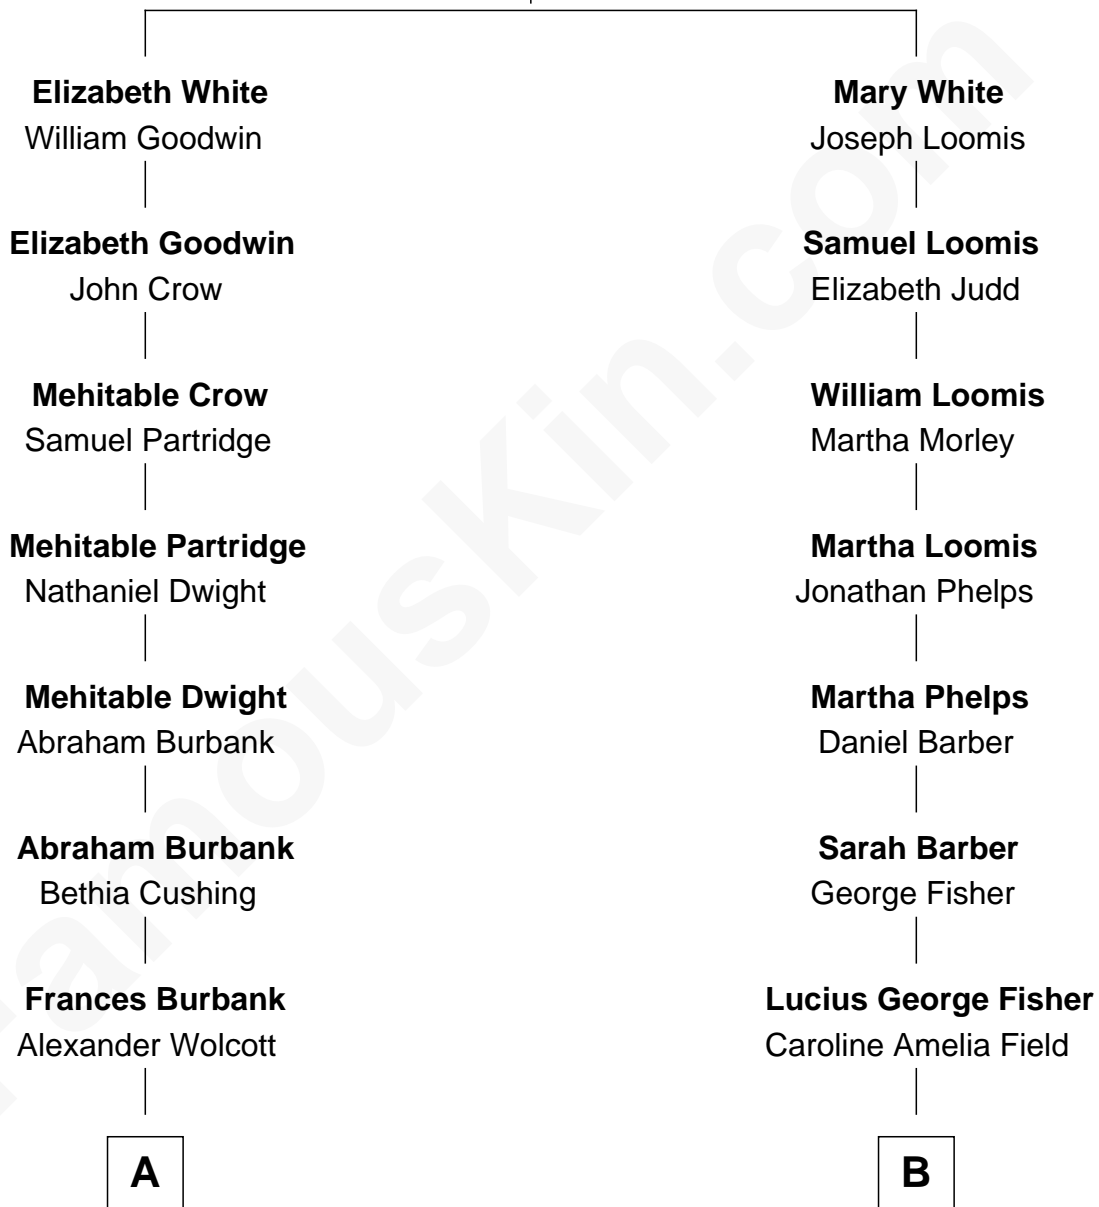 Elizabeth White
William Goodwin
Elizabeth Goodwin
John Crow
Mehitable Crow
Samuel Partridge
Mehitable Partridge
Nathaniel Dwight
Mehitable Dwight
Abraham Burbank
Abraham Burbank
Bethia Cushing
Frances Burbank
Alexander Wolcott
A
Mary White
Joseph Loomis
Samuel Loomis
Elizabeth Judd
William Loomis
Martha Morley
Martha Loomis
Jonathan Phelps
Martha Phelps
Daniel Barber
Sarah Barber
George Fisher
Lucius George Fisher
Caroline Amelia Field
B
FamousKin.com